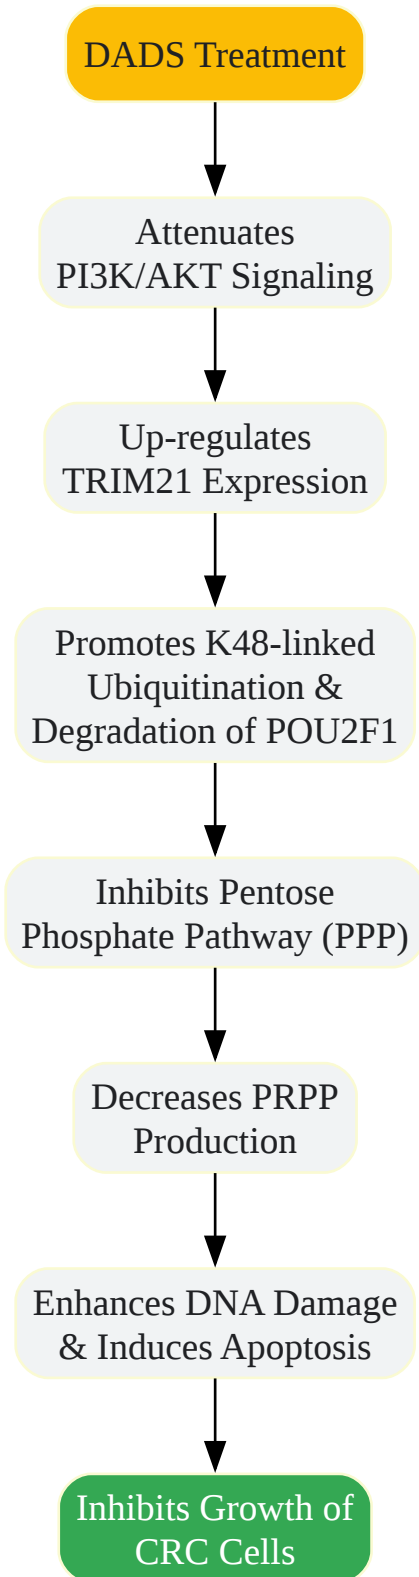 DADS Treatment
Attenuates
PI3K/AKT Signaling
Up-regulates
TRIM21 Expression
Promotes K48-linked
Ubiquitination &
Degradation of POU2F1
Inhibits Pentose
Phosphate Pathway (PPP)
Decreases PRPP
Production
Enhances DNA Damage
& Induces Apoptosis
Inhibits Growth of
CRC Cells